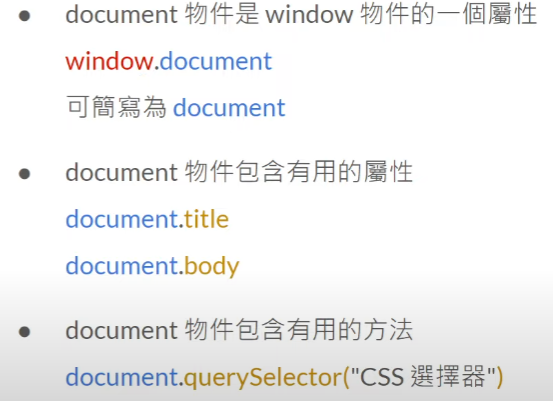 ● document 物件是 window 物件的一個屬性
window.document
可簡寫為 document
● document 物件包含有用的屬性
document.title
document.body
● document 物件包含有用的方法
document.querySelector("CSS 選擇器")